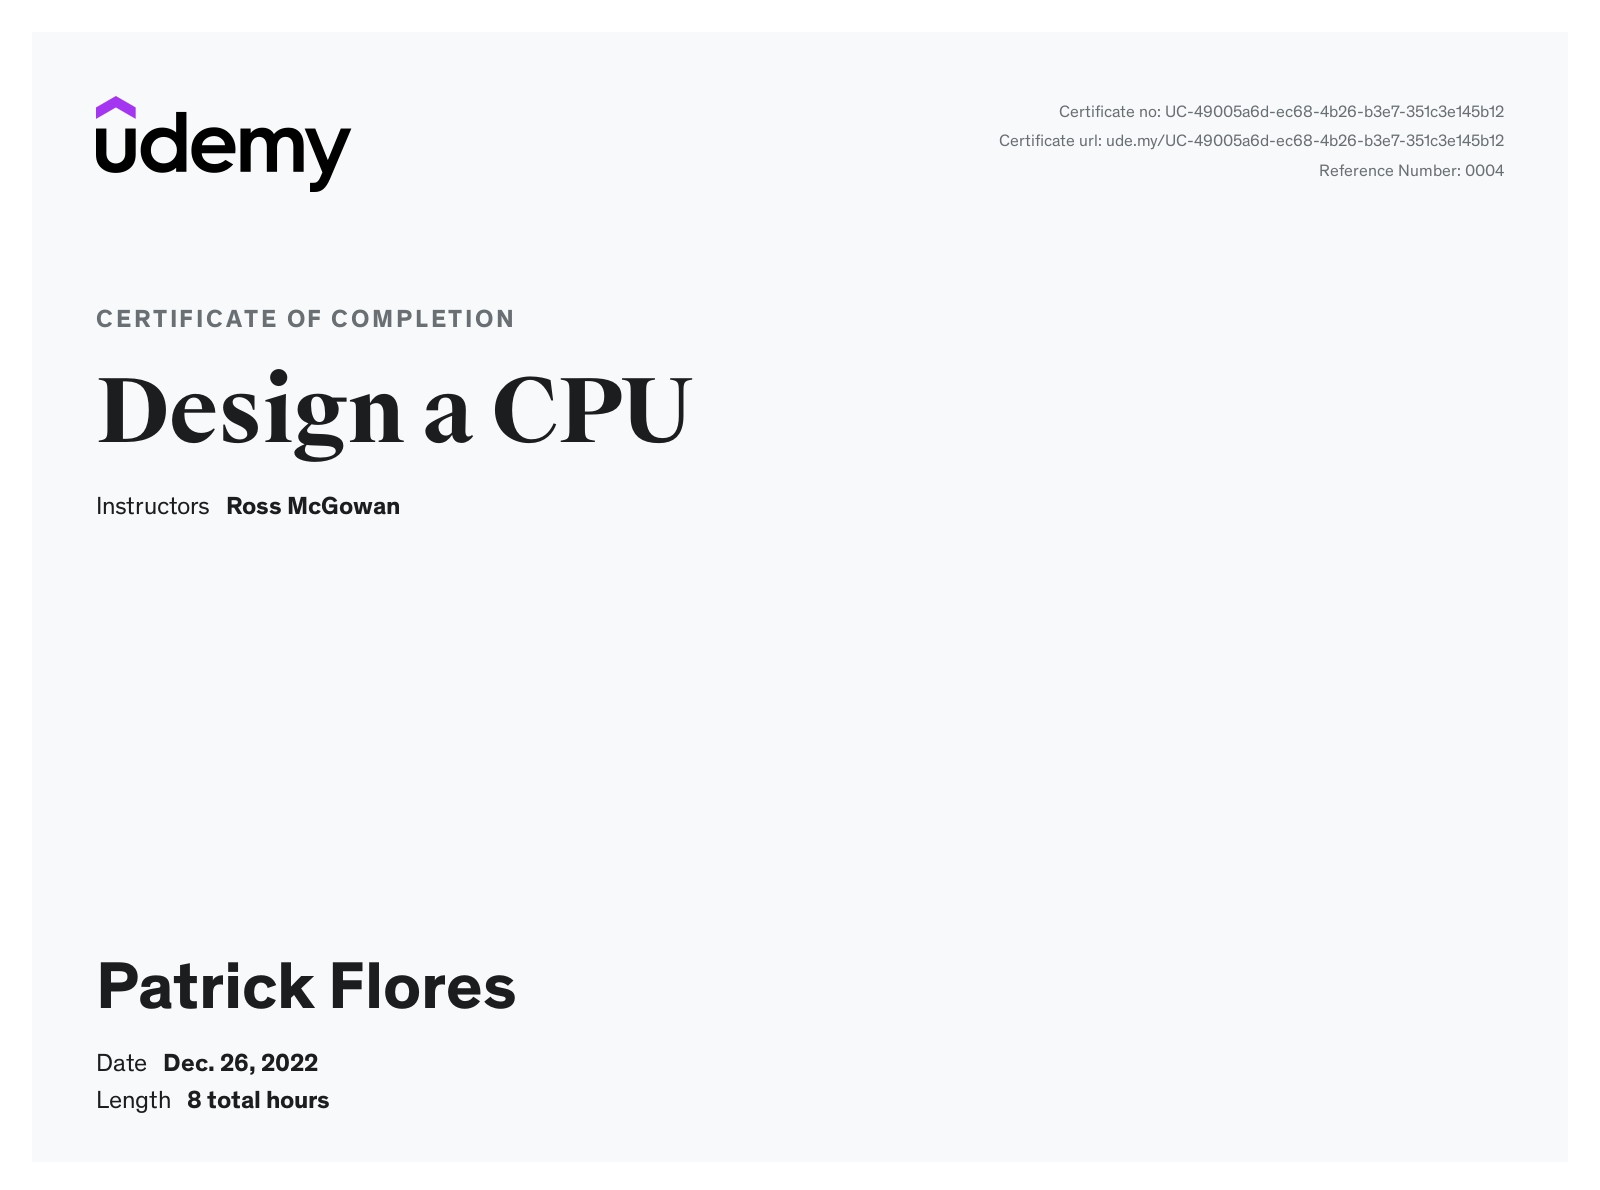 udemy
Certificate no: UC-49005a6d-ec68-4b26-b3e7-351c3e145b12
Certificate url: ude.my/UC-49005a6d-ec68-4b26-b3e7-351c3e145b12
Reference Number: 0004
CERTIFICATE OF COMPLETION
Design a CPU
Instructors Ross McGowan
Patrick Flores
Date Dec. 26, 2022
Length 8 total hours